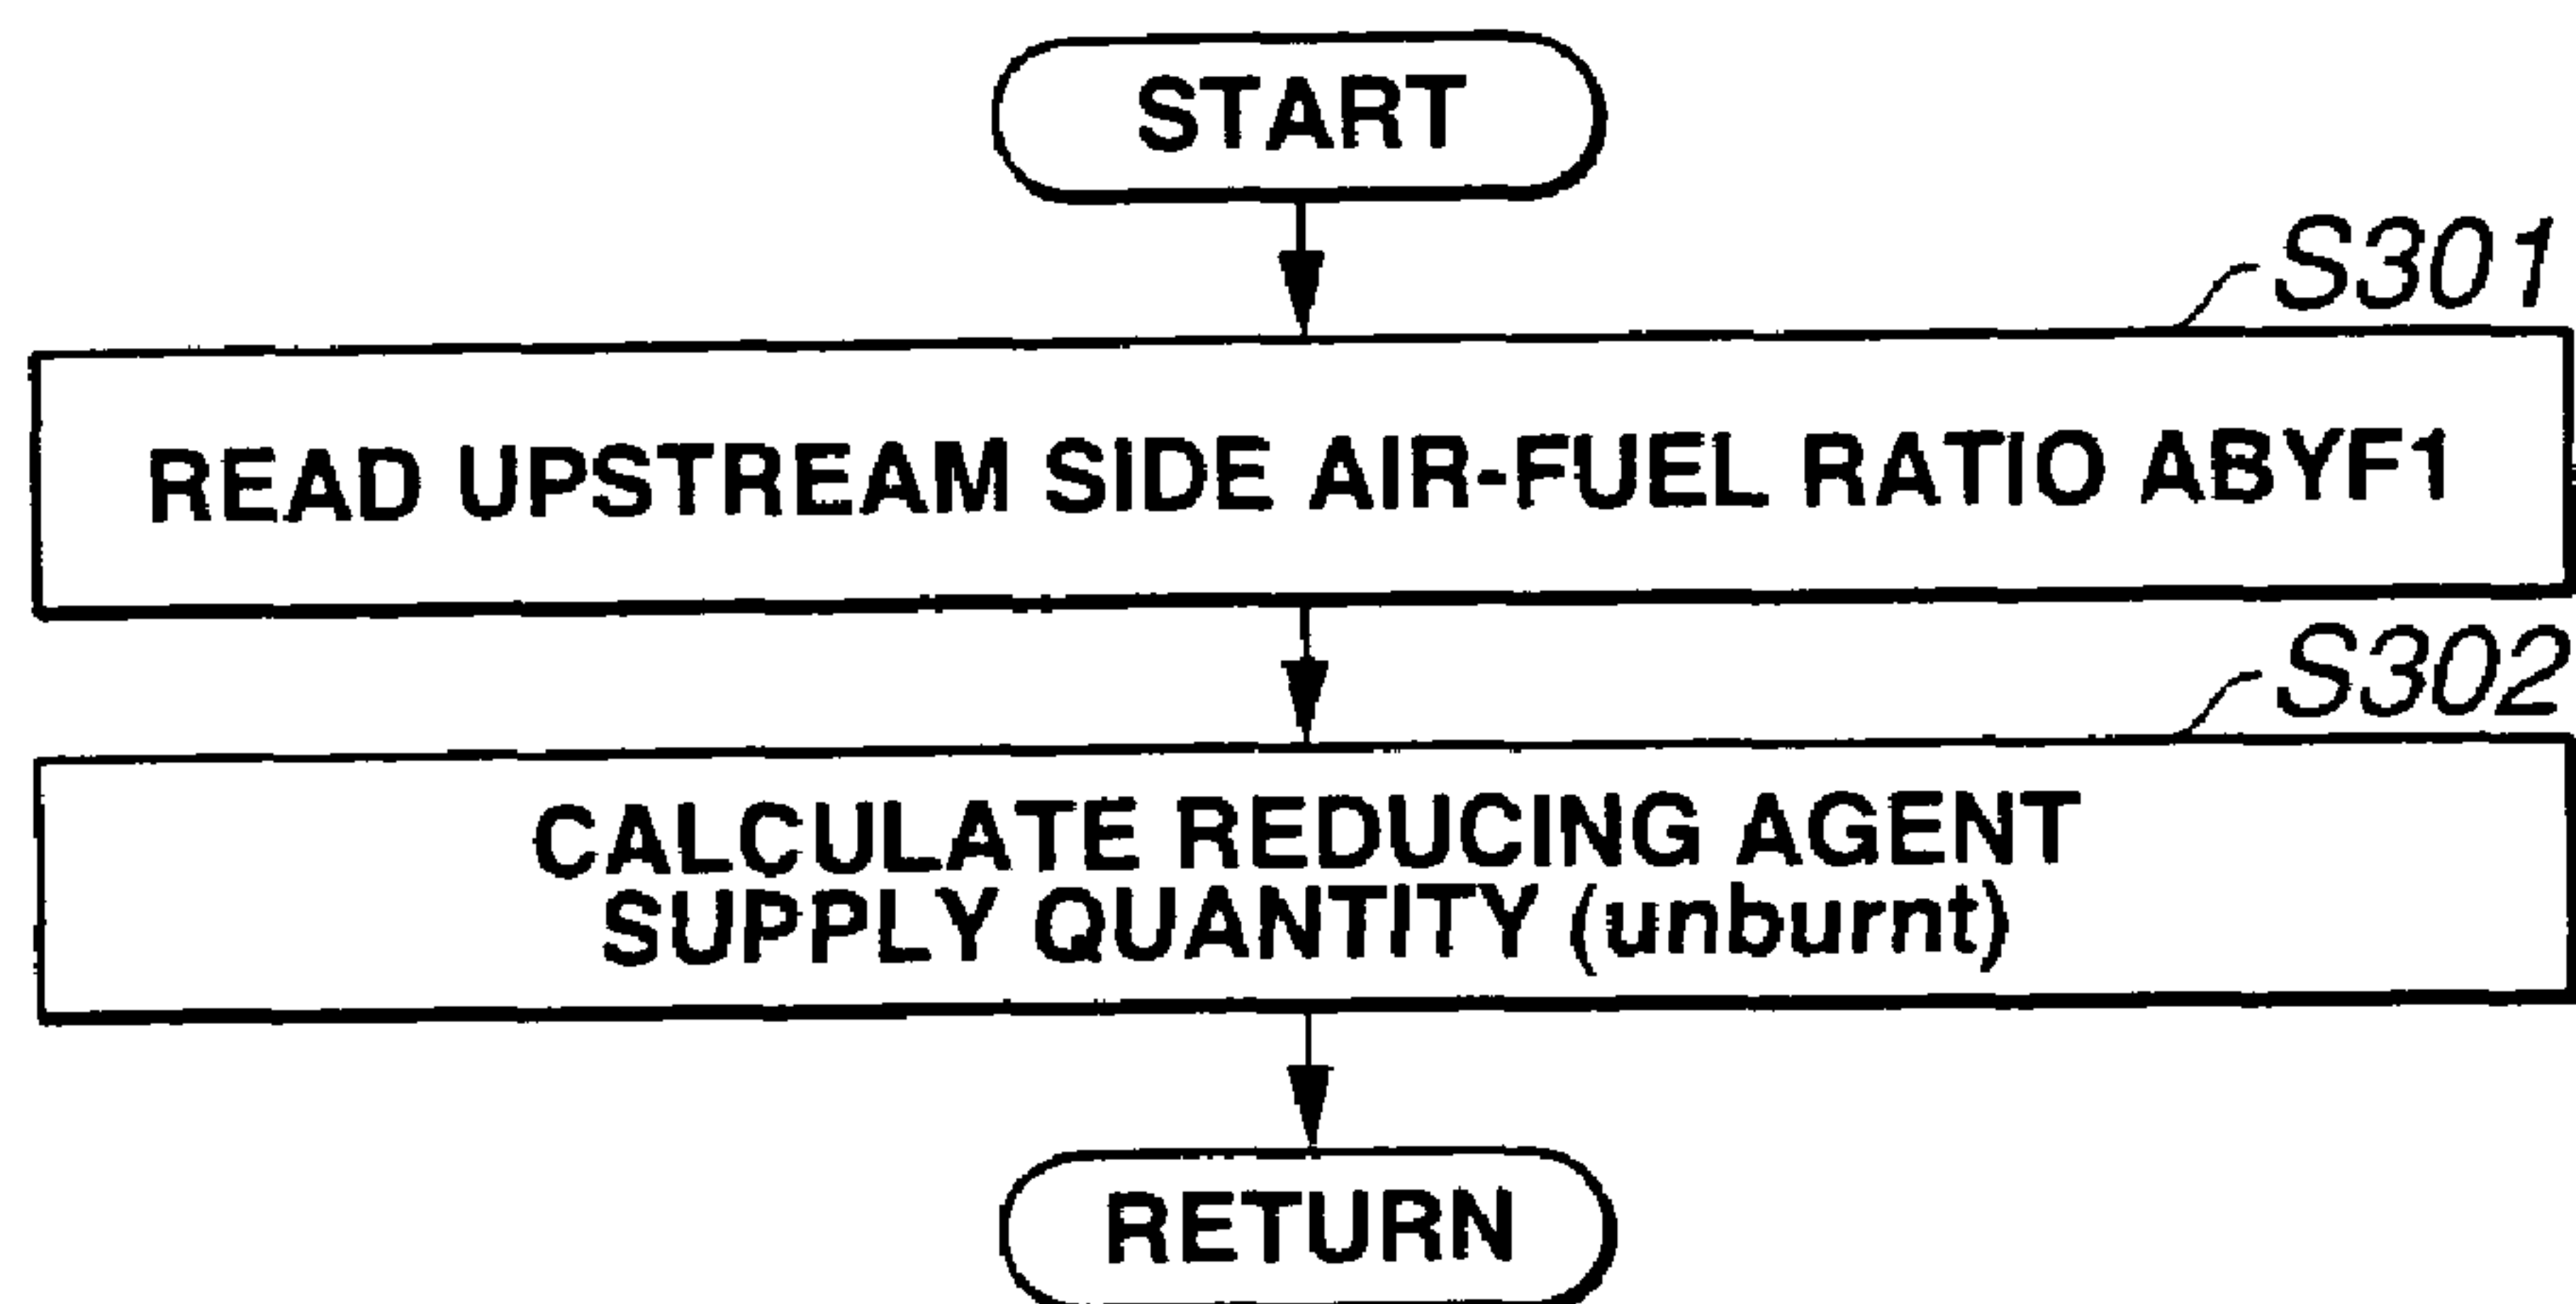 START
S301
READ UPSTREAM SIDE AIR-FUEL RATIO ABYF1
S302
CALCULATE REDUCING AGENT
SUPPLY QUANTITY (unburnt)
RETURN